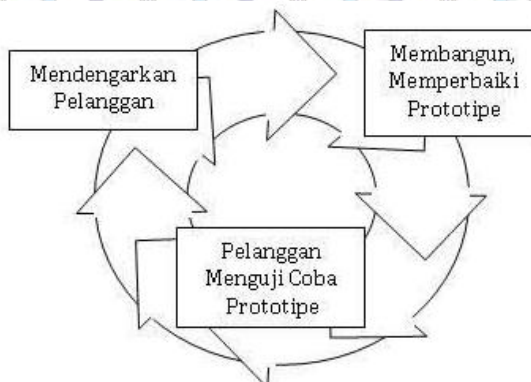 Mendengarkan
Pelanggan
Membangun,
Memperbaiki
Prototipe
Pelanggan
Menguji Coba
Prototipe